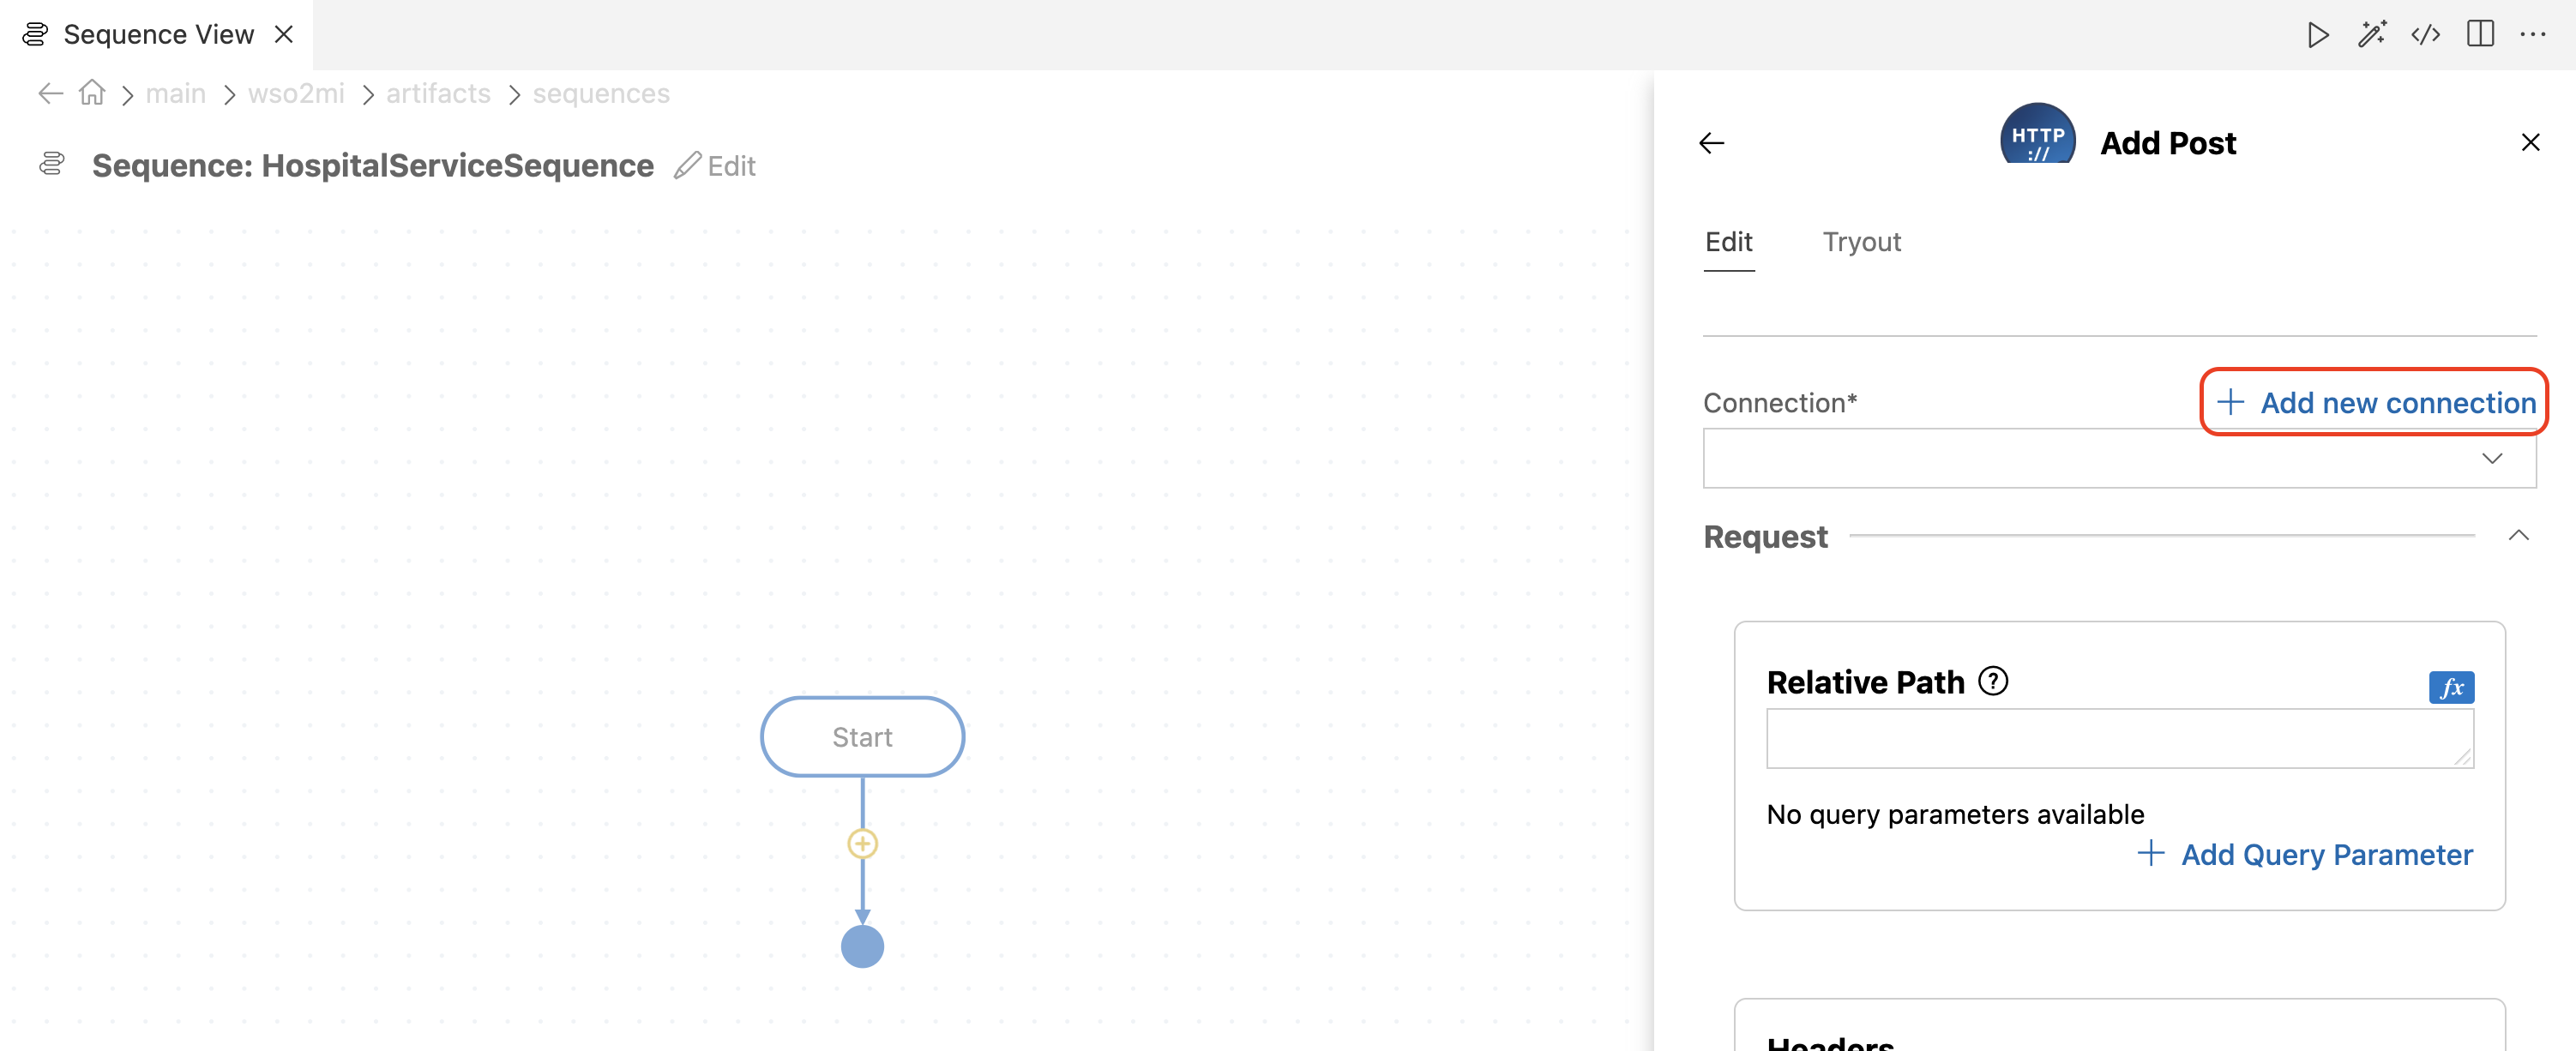 Sequence View
main
wso2mi
artifacts
sequences
Sequence: HospitalServiceSequence
Edit
Start
HTTP
://
Add Post
Edit
Tryout
Connection*
Add new connection
Request
Relative Path
?
fx
No query parameters available
Add Query Parameter
Headers